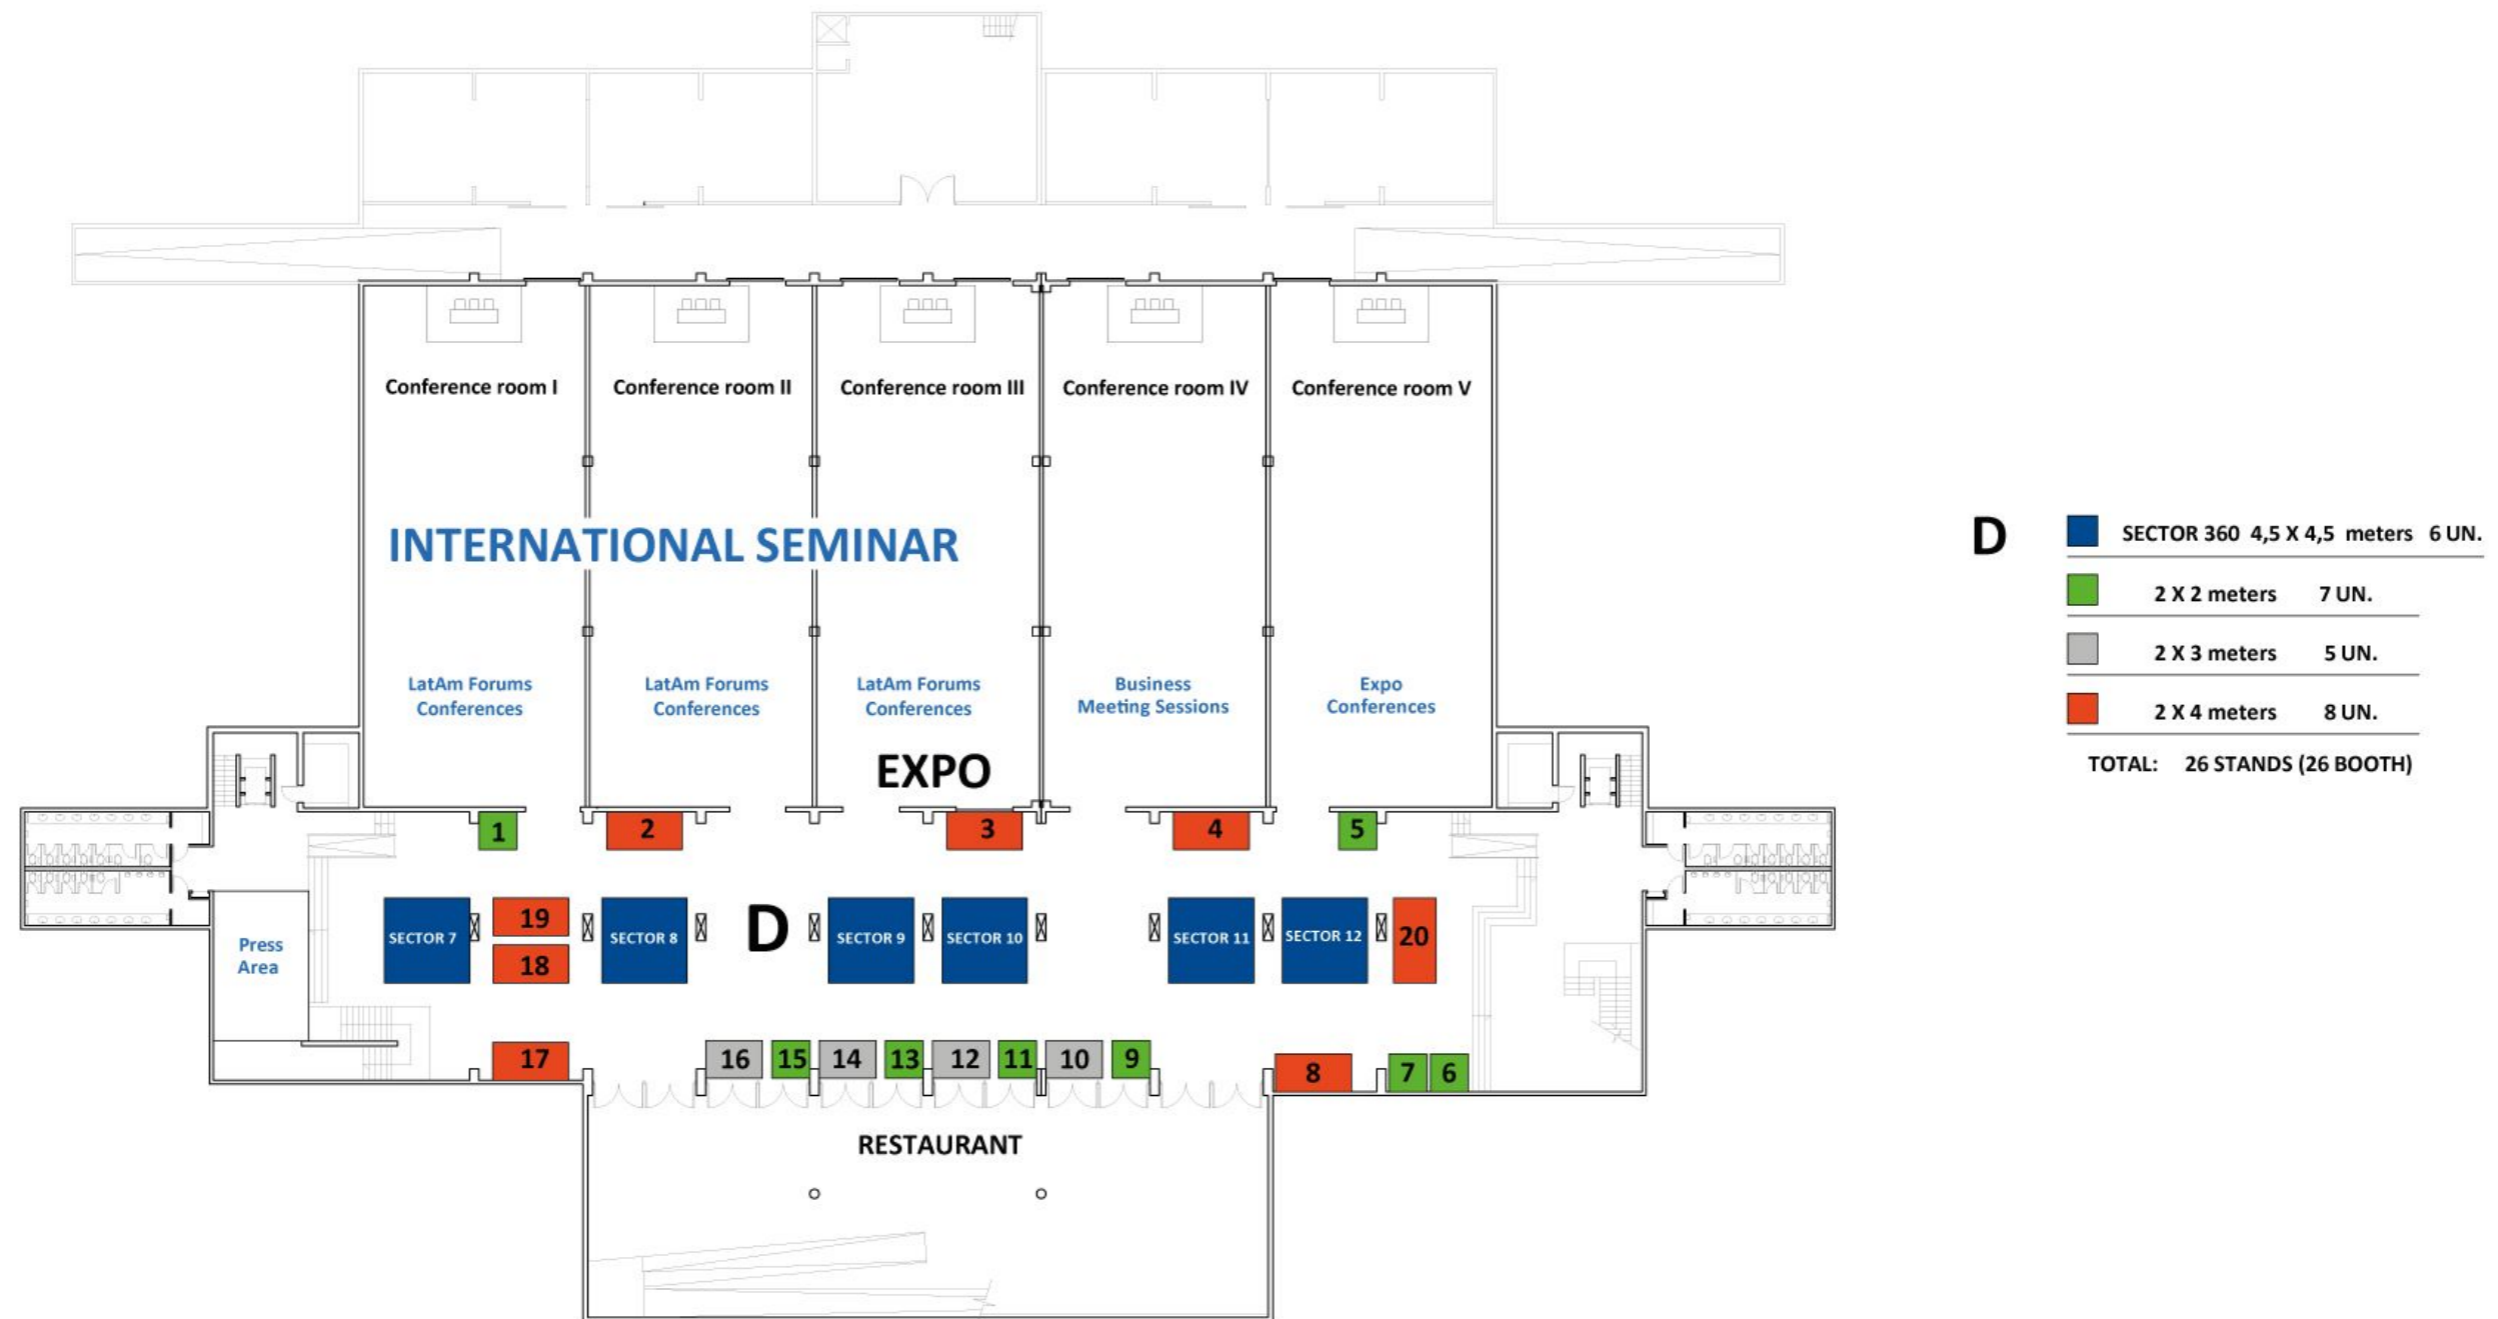 Conference room I
Conference room II
Conference room III
Conference room IV
Conference room V
INTERNATIONAL SEMINAR
LatAm Forums
Conferences
LatAm Forums
Conferences
LatAm Forums
Conferences
Business
Meeting Sessions
Expo
Conferences
EXPO
1
2
3
4
5
Press
Area
SECTOR 7
19
18
SECTOR 8
D
SECTOR 9
SECTOR 10
SECTOR 11
SECTOR 12
20
17
16
15
14
13
12
11
10
9
8
7
6
RESTAURANT
D
SECTOR 360 4,5 X 4,5 meters 6 UN.
2 X 2 meters 7 UN.
2 X 3 meters 5 UN.
2 X 4 meters 8 UN.
TOTAL: 26 STANDS (26 BOOTH)